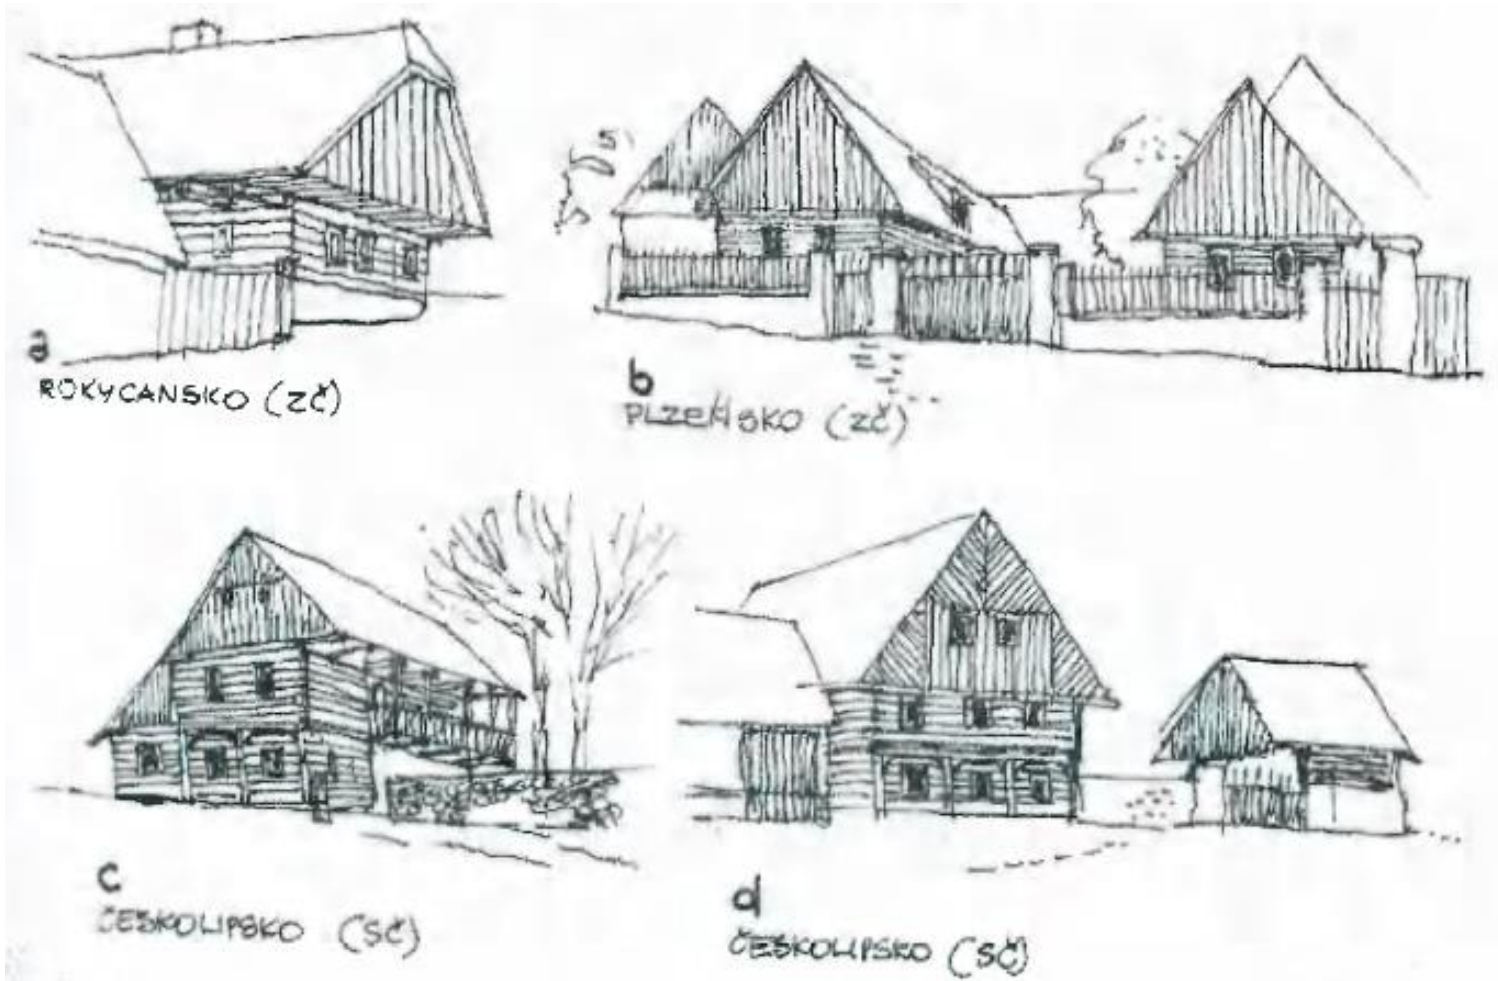 a
ROKYCANSKO (ZČ)
b
PLZEŇSKO (ZČ)
c
ČESKOLIPSKO (SČ)
d
ČESKOLIPSKO (SČ)